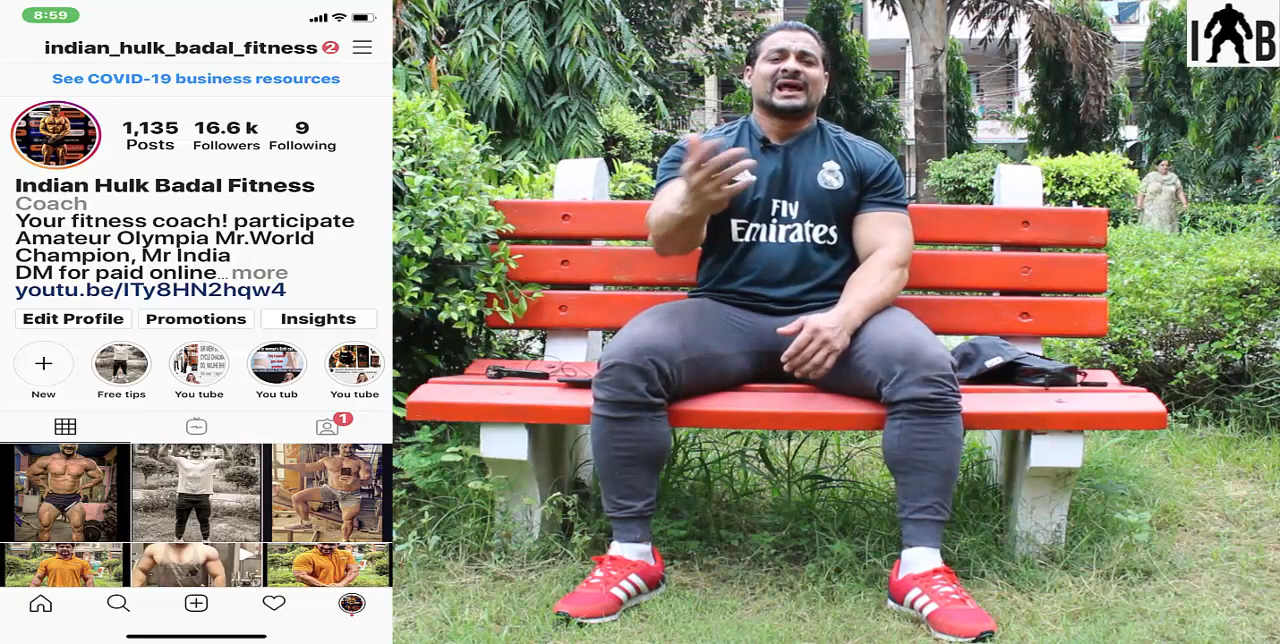 8:59
indian_hulk_badal_fitness 2
See COVID-19 business resources
1,135 16.6 k 9
Posts Followers Following
Indian Hulk Badal Fitness
Coach
Your fitness coach! participate
Amateur Olympia Mr.World
Champion, Mr India
DM for paid online... more
youtu.be/ITy8HN2hqw4
Edit Profile Promotions Insights
New Free tips You tube You tub You tube
1
Fly
Emirates
I B